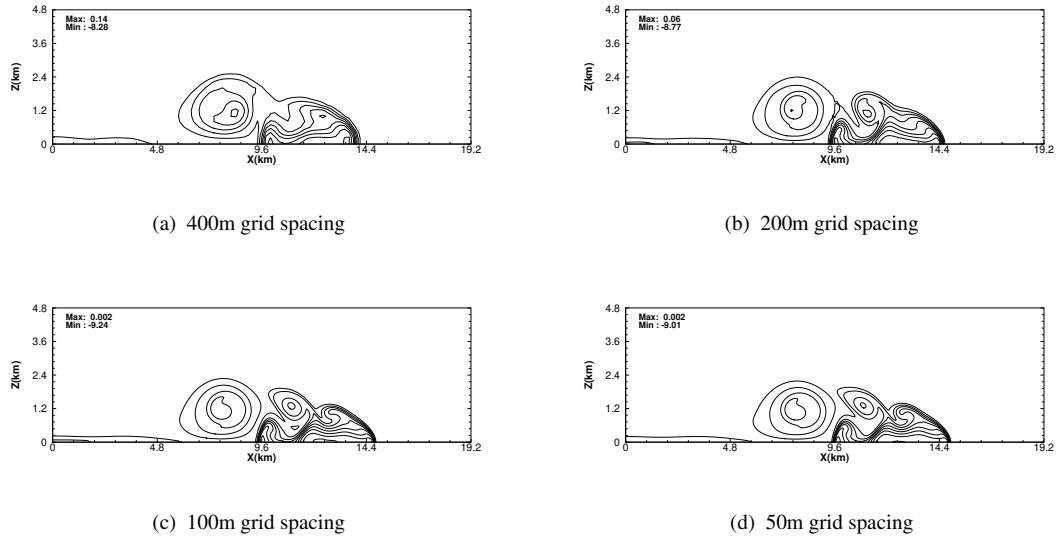 Max: 0.14
Min : -8.28
4.8
3.6
2.4
1.2
0
Z(km)
0 4.8 9.6 14.4 19.2
X(km)
(a) 400m grid spacing
Max: 0.06
Min : -8.77
4.8
3.6
2.4
1.2
0
Z(km)
0 4.8 9.6 14.4 19.2
X(km)
(b) 200m grid spacing
Max: 0.002
Min : -9.24
4.8
3.6
2.4
1.2
0
Z(km)
0 4.8 9.6 14.4 19.2
X(km)
(c) 100m grid spacing
Max: 0.002
Min : -9.01
4.8
3.6
2.4
1.2
0
Z(km)
0 4.8 9.6 14.4 19.2
X(km)
(d) 50m grid spacing